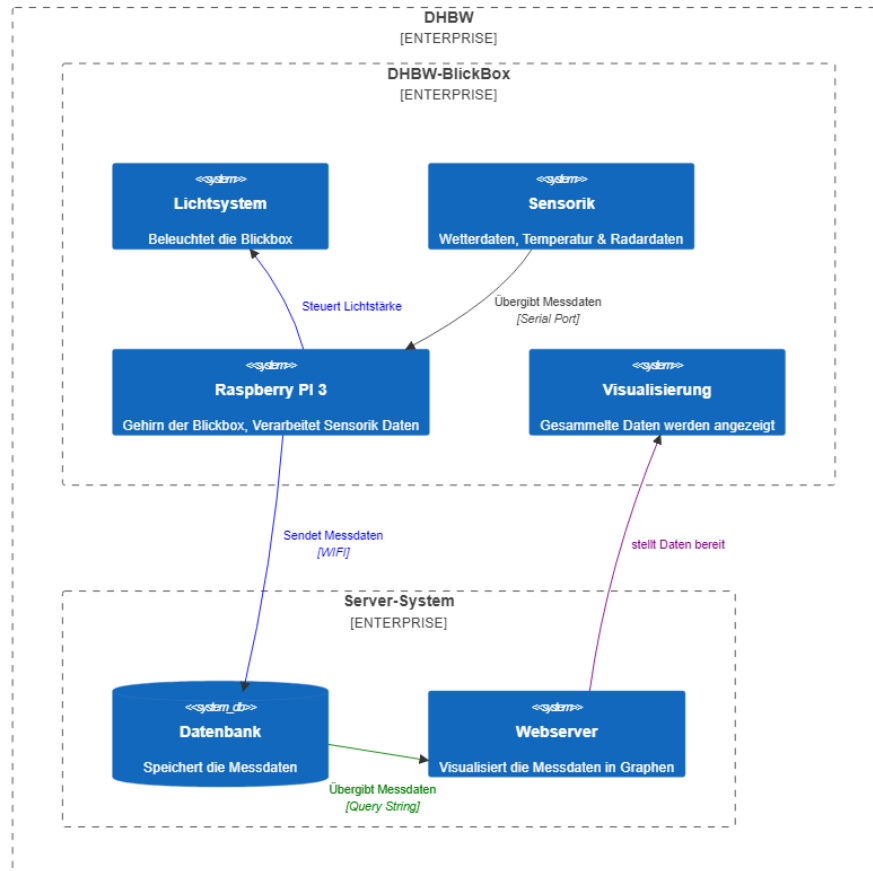 DHBW
[ENTERPRISE]
DHBW-BlickBox
[ENTERPRISE]
<<system>>
Lichtsystem
Beleuchtet die Blickbox
<<system>>
Sensorik
Wetterdaten, Temperatur & Radardaten
Steuert Lichtstärke
Übergibt Messdaten
[Serial Port]
<<system>>
Raspberry PI 3
Gehirn der Blickbox, Verarbeitet Sensorik Daten
<<system>>
Visualisierung
Gesammelte Daten werden angezeigt
Sendet Messdaten
[WIFI]
stellt Daten bereit
Server-System
[ENTERPRISE]
<<system_db>>
Datenbank
Speichert die Messdaten
<<system>>
Webserver
Visualisiert die Messdaten in Graphen
Übergibt Messdaten
[Query String]